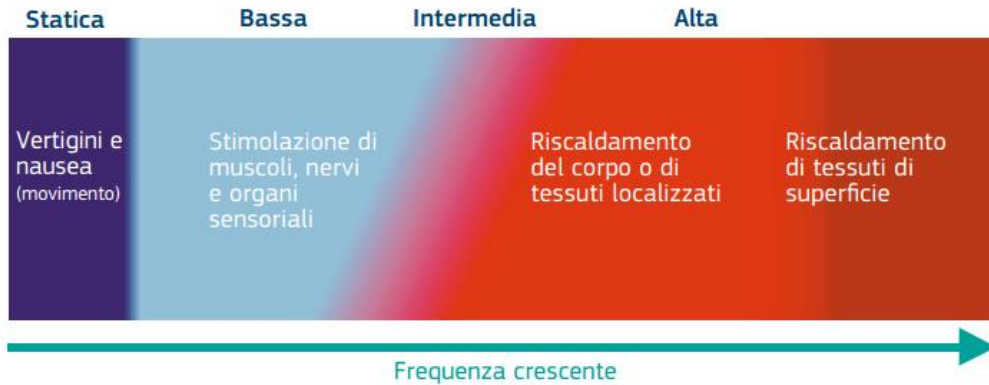 Statica Bassa Intermedia Alta
Vertigini e
nausea
(movimento)
Stimolazione di
muscoli, nervi
e organi
sensoriali
Riscaldamento
del corpo o di
tessuti localizzati
Riscaldamento
di tessuti di
superficie
Frequenza crescente